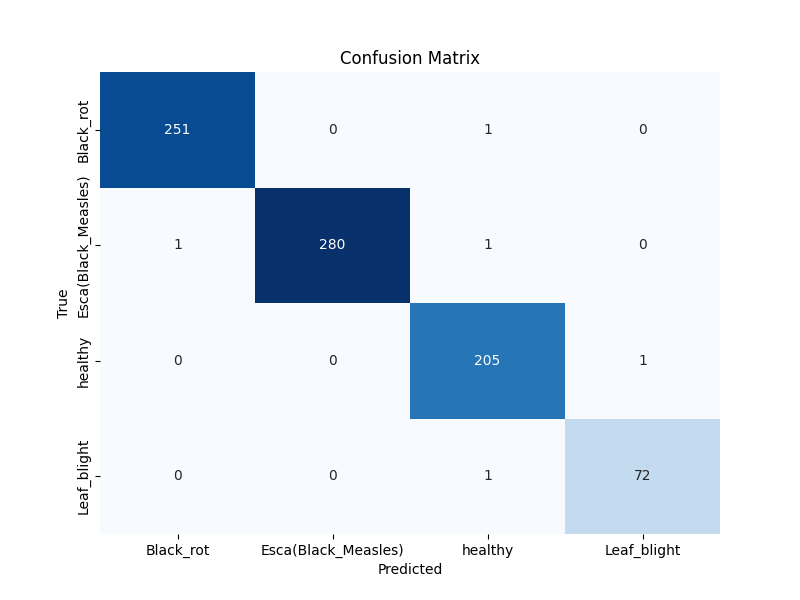 Confusion Matrix
Black_rot 251 0 1 0
Esca(Black_Measles) 1 280 1 0
healthy 0 0 205 1
Leaf_blight 0 0 1 72
True
Black_rot Esca(Black_Measles) healthy Leaf_blight
Predicted